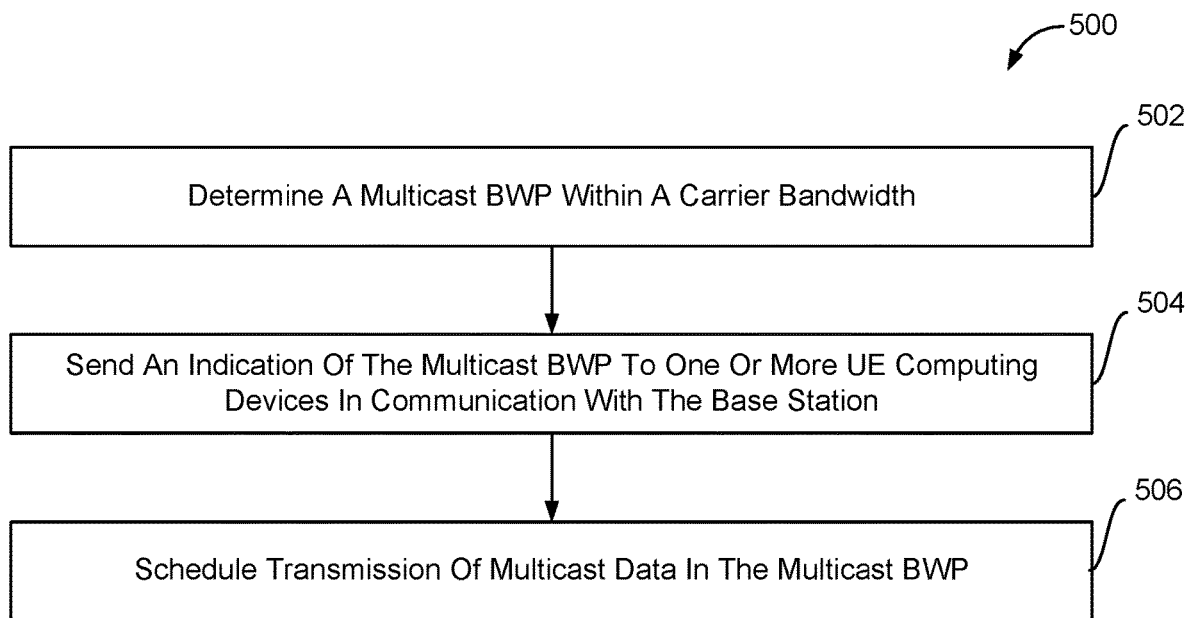 500
502
Determine A Multicast BWP Within A Carrier Bandwidth
504
Send An Indication Of The Multicast BWP To One Or More UE Computing
Devices In Communication With The Base Station
506
Schedule Transmission Of Multicast Data In The Multicast BWP